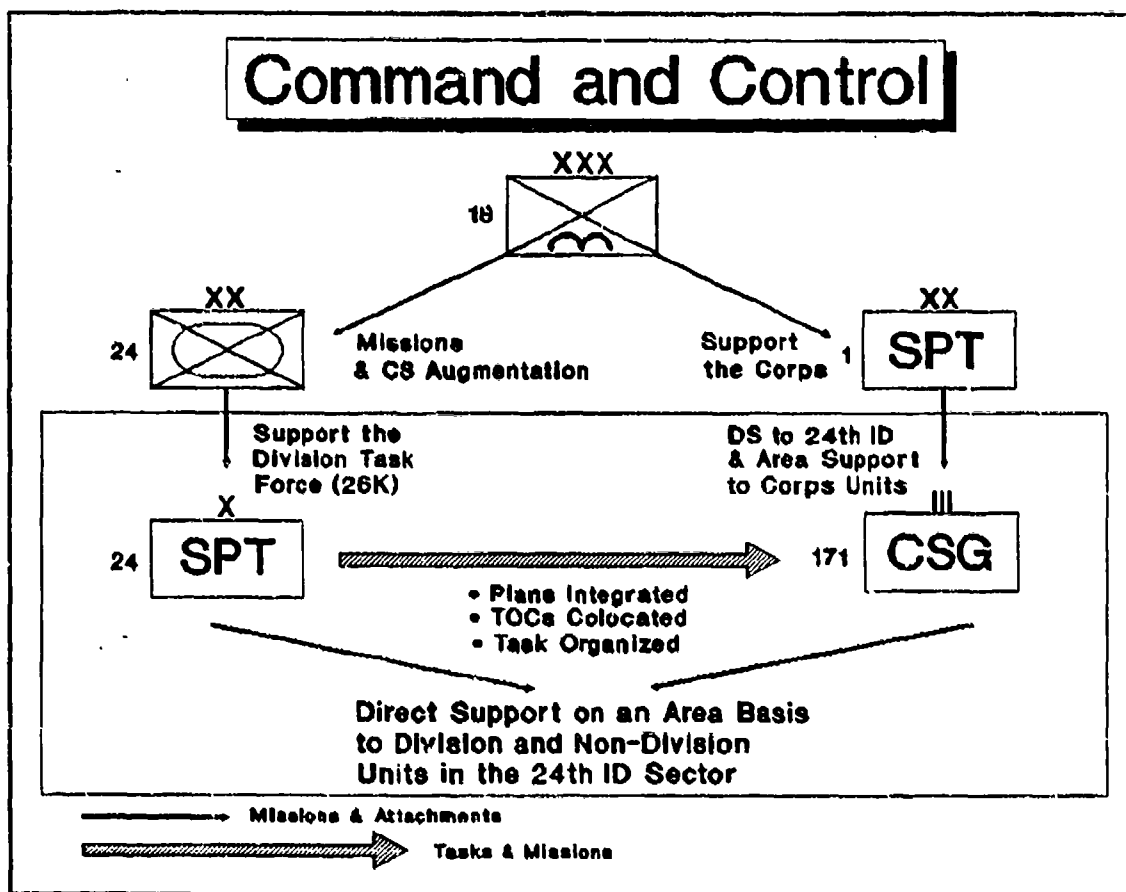 Command and Control
XXX
18
XX
24
Missions
& CS Augmentation
Support
the Corps
XX
1
SPT
Support the
Division Task
Force (26K)
DS to 24th ID
& Area Support
to Corps Units
X
24
SPT
• Plans Integrated
• TOCs Colocated
• Task Organized
III
171
CSG
Direct Support on an Area Basis
to Division and Non-Division
Units in the 24th ID Sector
Missions & Attachments
Tasks & Missions